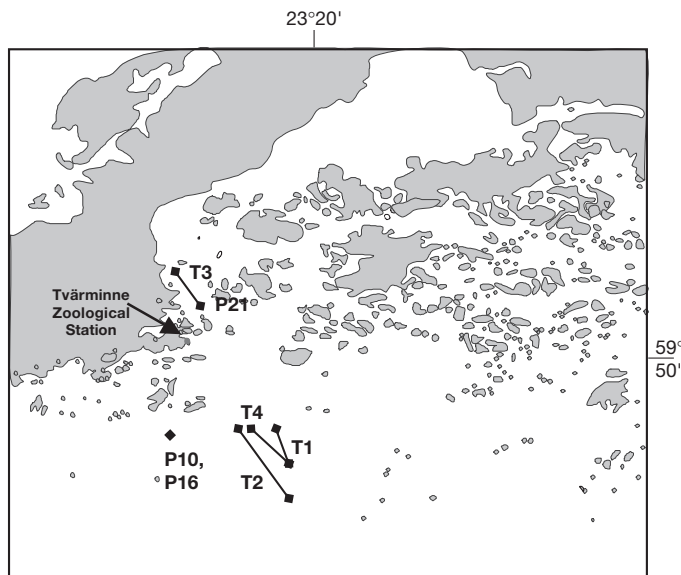 23°20'
T3
P21
Tvärminne
Zoological
Station
59°
50'
T4
T1
P10,
P16
T2